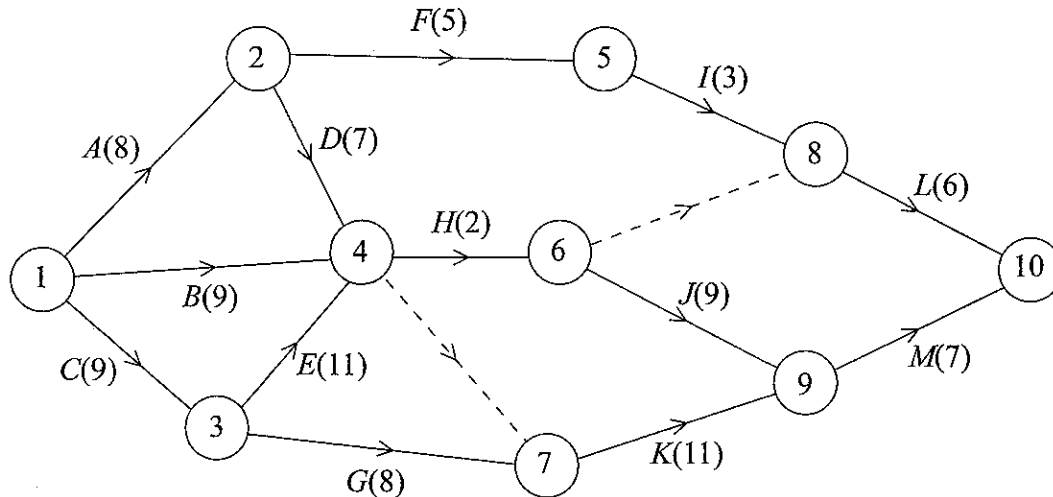 F(5)
2
5
I(3)
A(8)
D(7)
8
L(6)
H(2)
4
6
1
10
B(9)
J(9)
C(9)
E(11)
M(7)
9
3
7
K(11)
G(8)